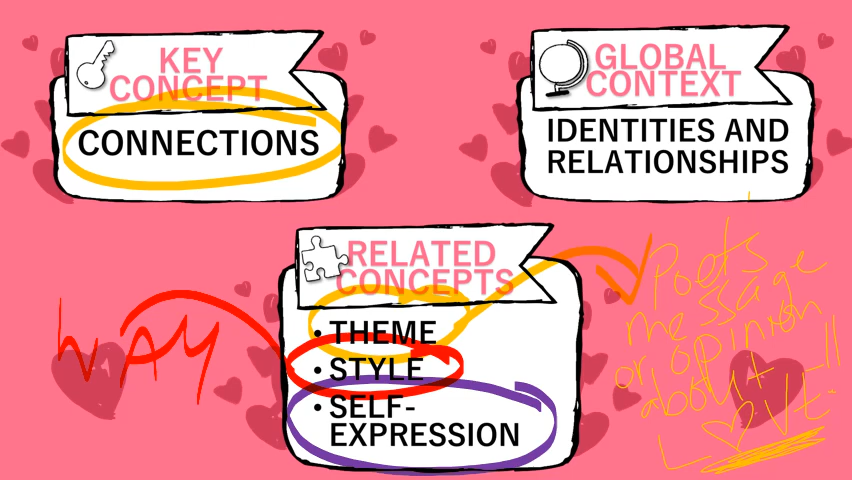 KEY
CONCEPT
CONNECTIONS
GLOBAL
CONTEXT
IDENTITIES AND
RELATIONSHIPS
RELATED
CONCEPTS
• THEME
• STYLE
• SELF-
EXPRESSION
WAY
Poets
message
or opinion
about
LOVE